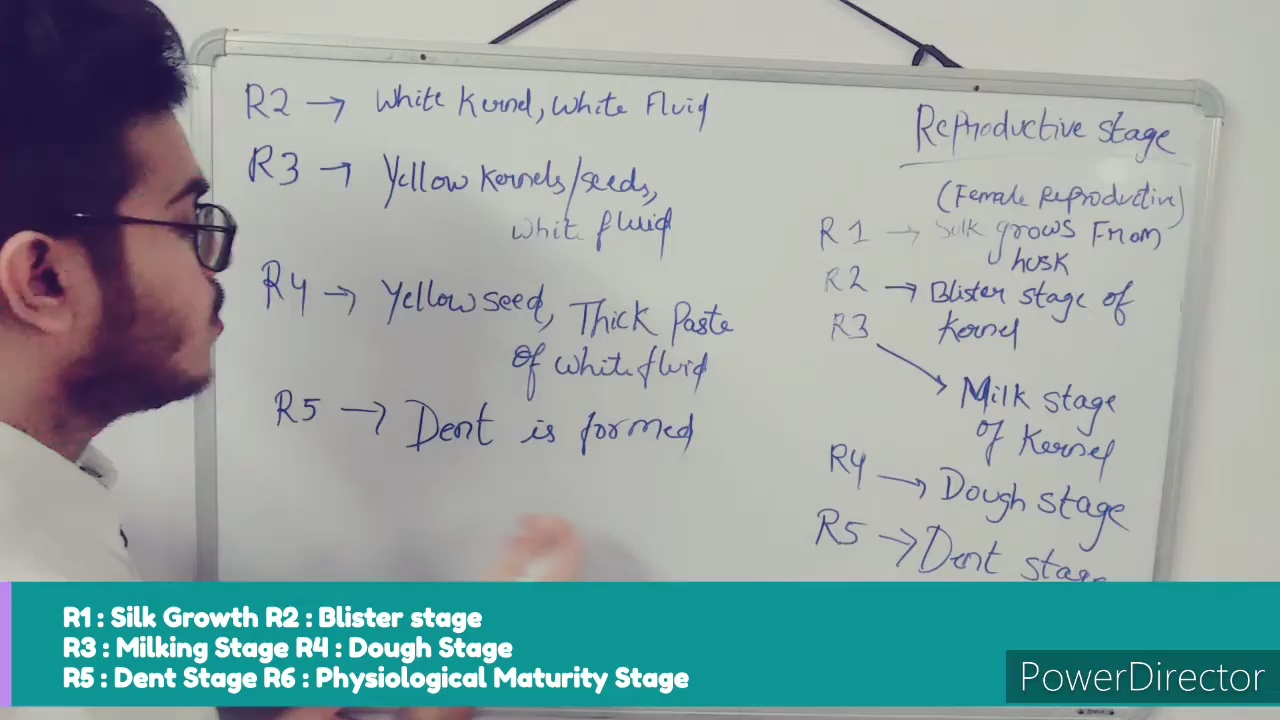 R2 → White Kernel, White Fluid
R3 → Yellow Kernels/seeds,
white fluid
R4 → Yellow seed, Thick Paste
of white fluid
R5 → Dent is formed
Reproductive stage
(Female Reproductive)
R1 → Silk grows From
husk
R2 → Blister stage of
Kernel
R3
Milk stage
of Kernel
R4 → Dough stage
R5 → Dent stage
R1 : Silk Growth R2 : Blister stage
R3 : Milking Stage R4 : Dough Stage
R5 : Dent Stage R6 : Physiological Maturity Stage
PowerDirector